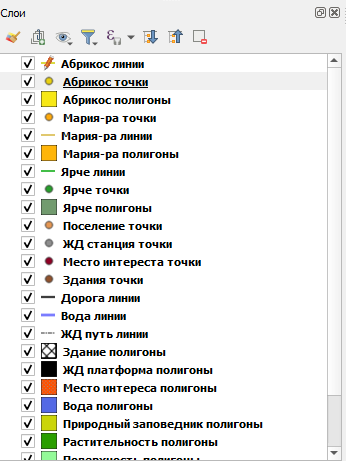 Слои
Абрикос линии
Абрикос точки
Абрикос полигоны
Мария-ра точки
Мария-ра линии
Мария-ра полигоны
Ярче линии
Ярче точки
Ярче полигоны
Поселение точки
ЖД станция точки
Место интереста точки
Здания точки
Дорога линии
Вода линии
ЖД путь линии
Здание полигоны
ЖД платформа полигоны
Место интереса полигоны
Вода полигоны
Природный заповедник полигоны
Растительность полигоны
Поверхность полигоны